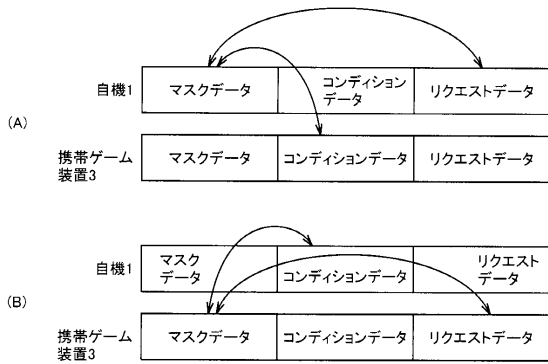 (A)
自機1
マスクデータ
コンディション
データ
リクエストデータ
携帯ゲーム
装置3
マスクデータ
コンディションデータ
リクエストデータ
(B)
自機1
マスク
データ
コンディションデータ
リクエスト
データ
携帯ゲーム
装置3
マスクデータ
コンディションデータ
リクエストデータ